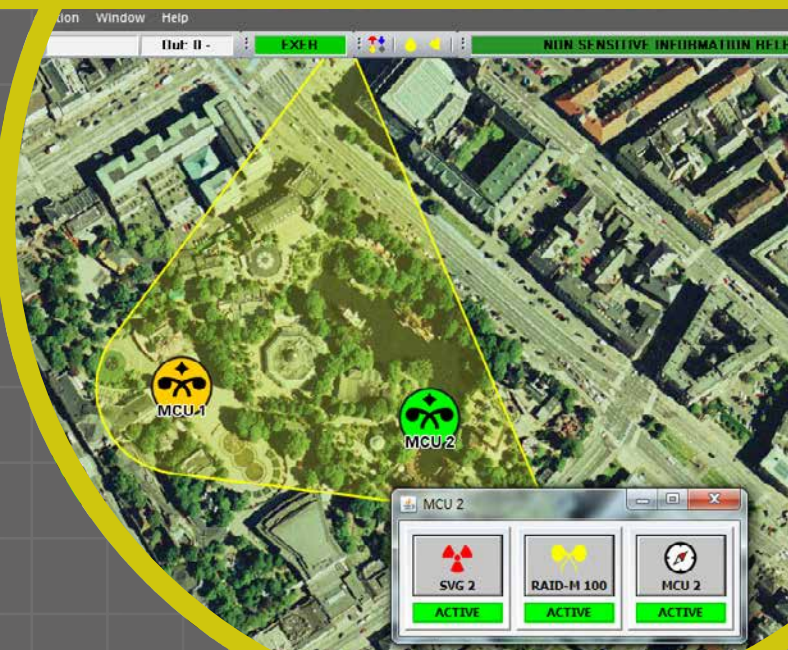 tion Window Help
Out: 0 - EXER NON SENSITIVE INFORMATION RELE
MCU 1
MCU 2
MCU 2
SVG 2 RAID-M 100 MCU 2
ACTIVE ACTIVE ACTIVE